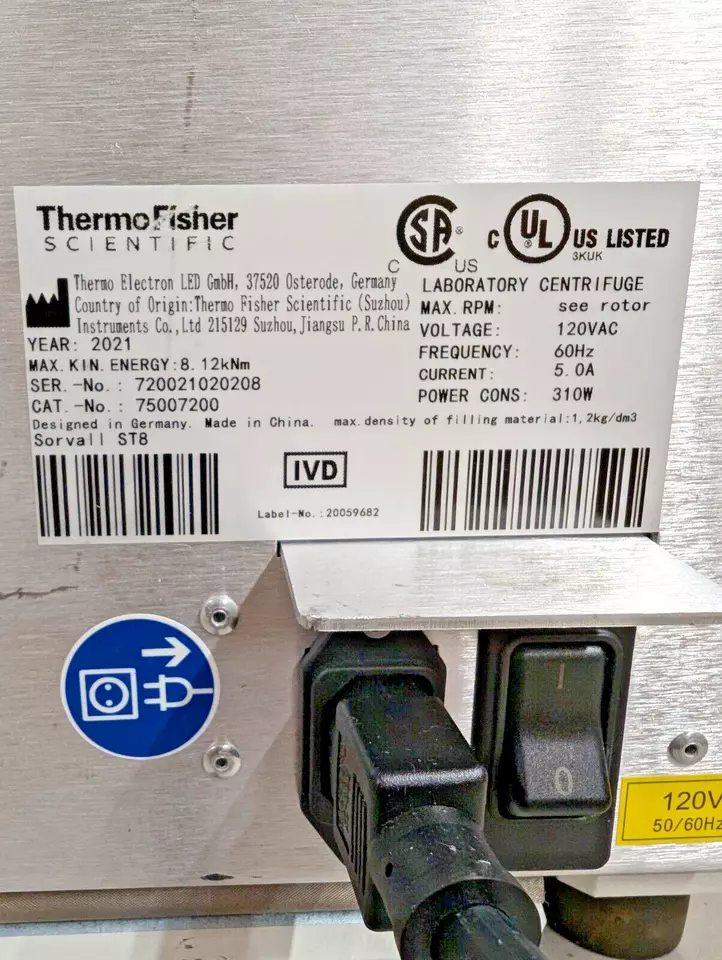 ThermoFisher
SCIENTIFIC
Thermo Electron LED GmbH, 37520 Osterode, Germany
Country of Origin:Thermo Fisher Scientific (Suzhou)
Instruments Co.,Ltd 215129 Suzhou,Jiangsu P.R.China
YEAR: 2021
MAX.KIN.ENERGY:8.12kNm
SER.-No.: 720021020208
CAT.-No.: 75007200
Designed in Germany. Made in China. max.density of filling material:1,2kg/dm3
Sorvall ST8
SA ®
C US
C UL ® US LISTED
3KUK
LABORATORY CENTRIFUGE
MAX.RPM: see rotor
VOLTAGE: 120VAC
FREQUENCY: 60Hz
CURRENT: 5.0A
POWER CONS: 310W
IVD
Label-No.:20059682
I
0
120V
50/60Hz